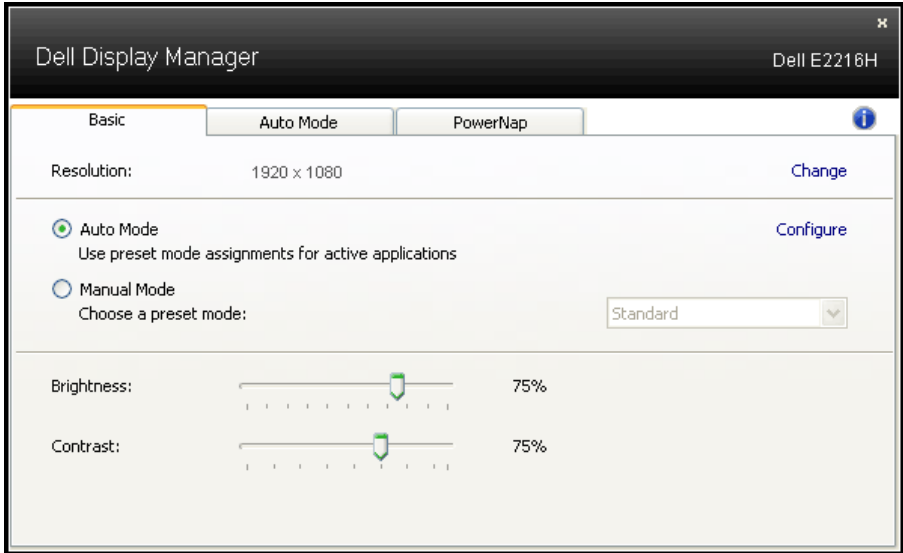 Dell Display Manager
Dell E2216H
Basic
Auto Mode
PowerNap
Resolution:
1920 x 1080
Change
Auto Mode
Configure
Use preset mode assignments for active applications
Manual Mode
Choose a preset mode:
Standard
Brightness:
75%
Contrast:
75%